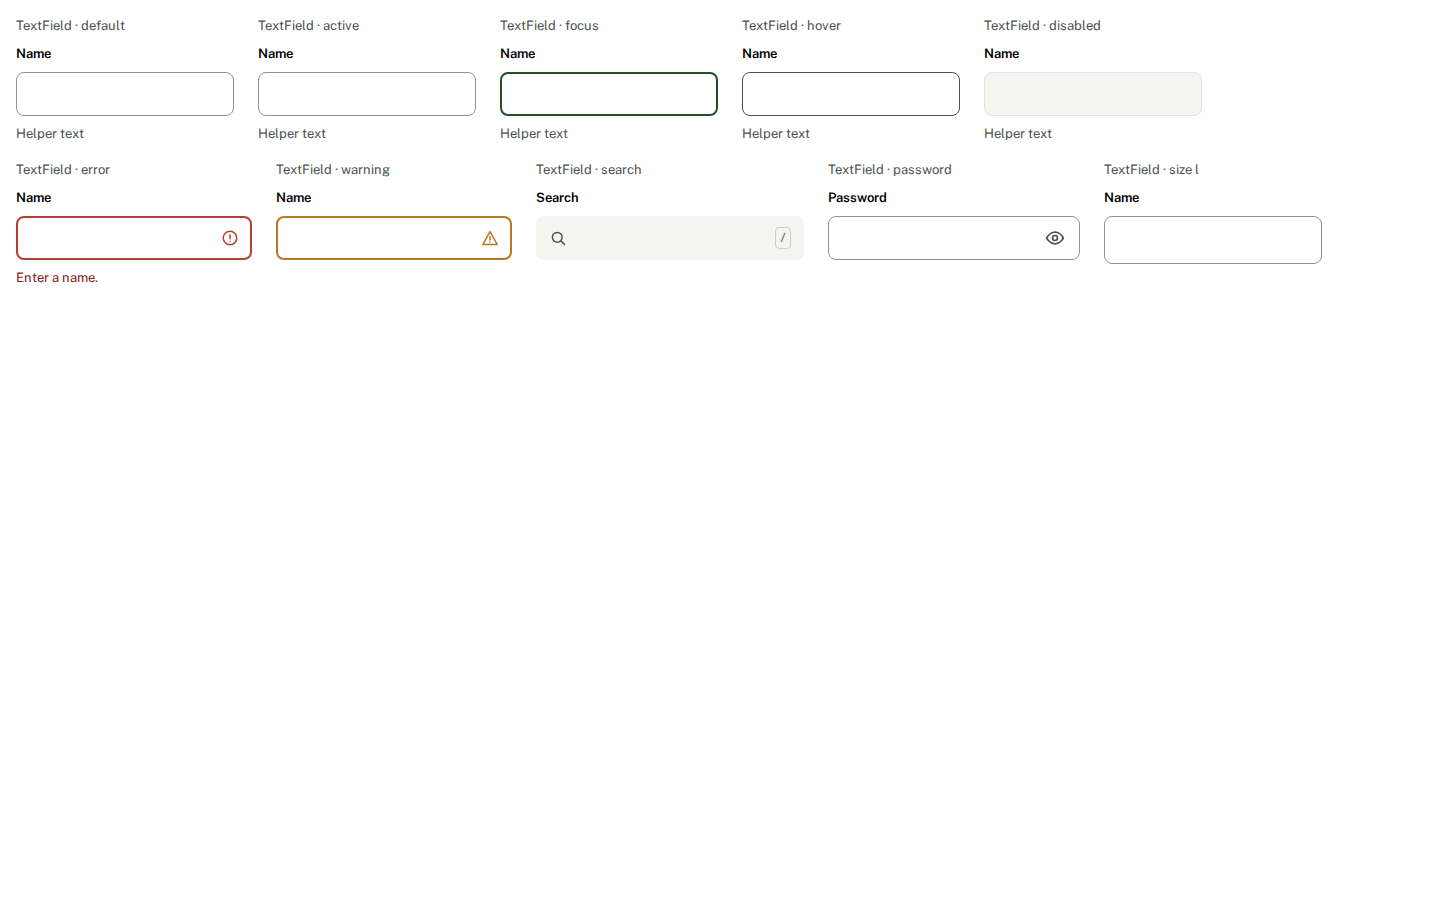 TextField · default
Name
Helper text
TextField · active
Name
Helper text
TextField · focus
Name
Helper text
TextField · hover
Name
Helper text
TextField · disabled
Name
Helper text
TextField · error
Name
Enter a name.
TextField · warning
Name
TextField · search
Search
/
TextField · password
Password
TextField · size l
Name